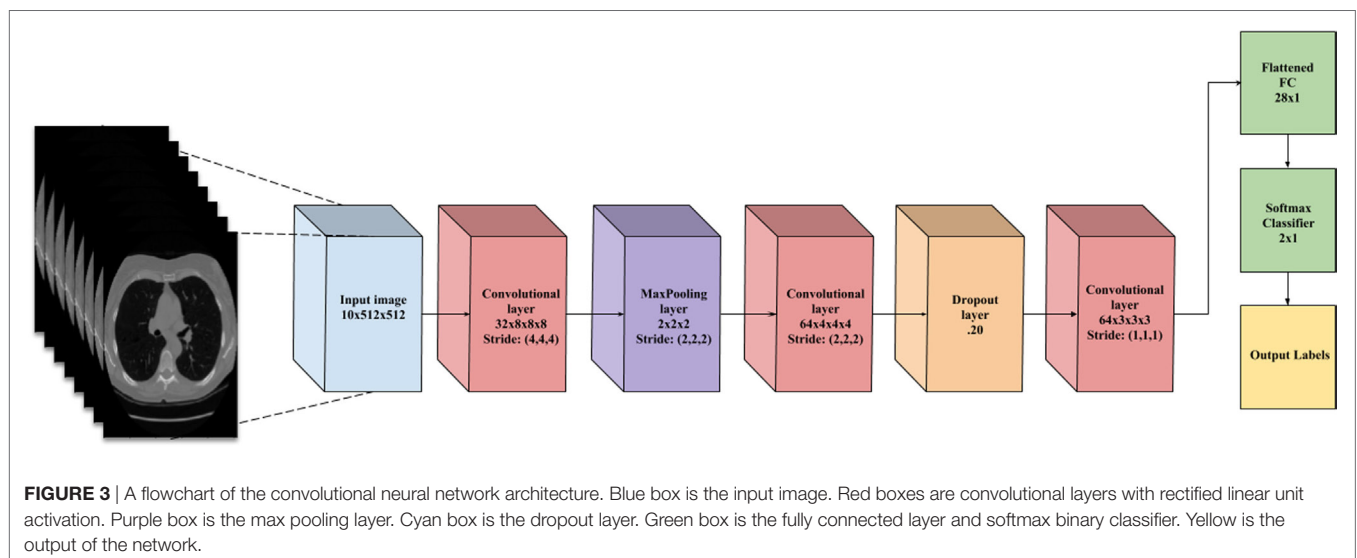 Input image
10x512x512
Convolutional
layer
32x8x8x8
Stride: (4,4,4)
MaxPooling
layer
2x2x2
Stride: (2,2,2)
Convolutional
layer
64x4x4x4
Stride: (2,2,2)
Dropout
layer
.20
Convolutional
layer
64x3x3x3
Stride: (1,1,1)
Flattened
FC
28x1
Softmax
Classifier
2x1
Output Labels
FIGURE 3 | A flowchart of the convolutional neural network architecture. Blue box is the input image. Red boxes are convolutional layers with rectified linear unit
activation. Purple box is the max pooling layer. Cyan box is the dropout layer. Green box is the fully connected layer and softmax binary classifier. Yellow is the
output of the network.